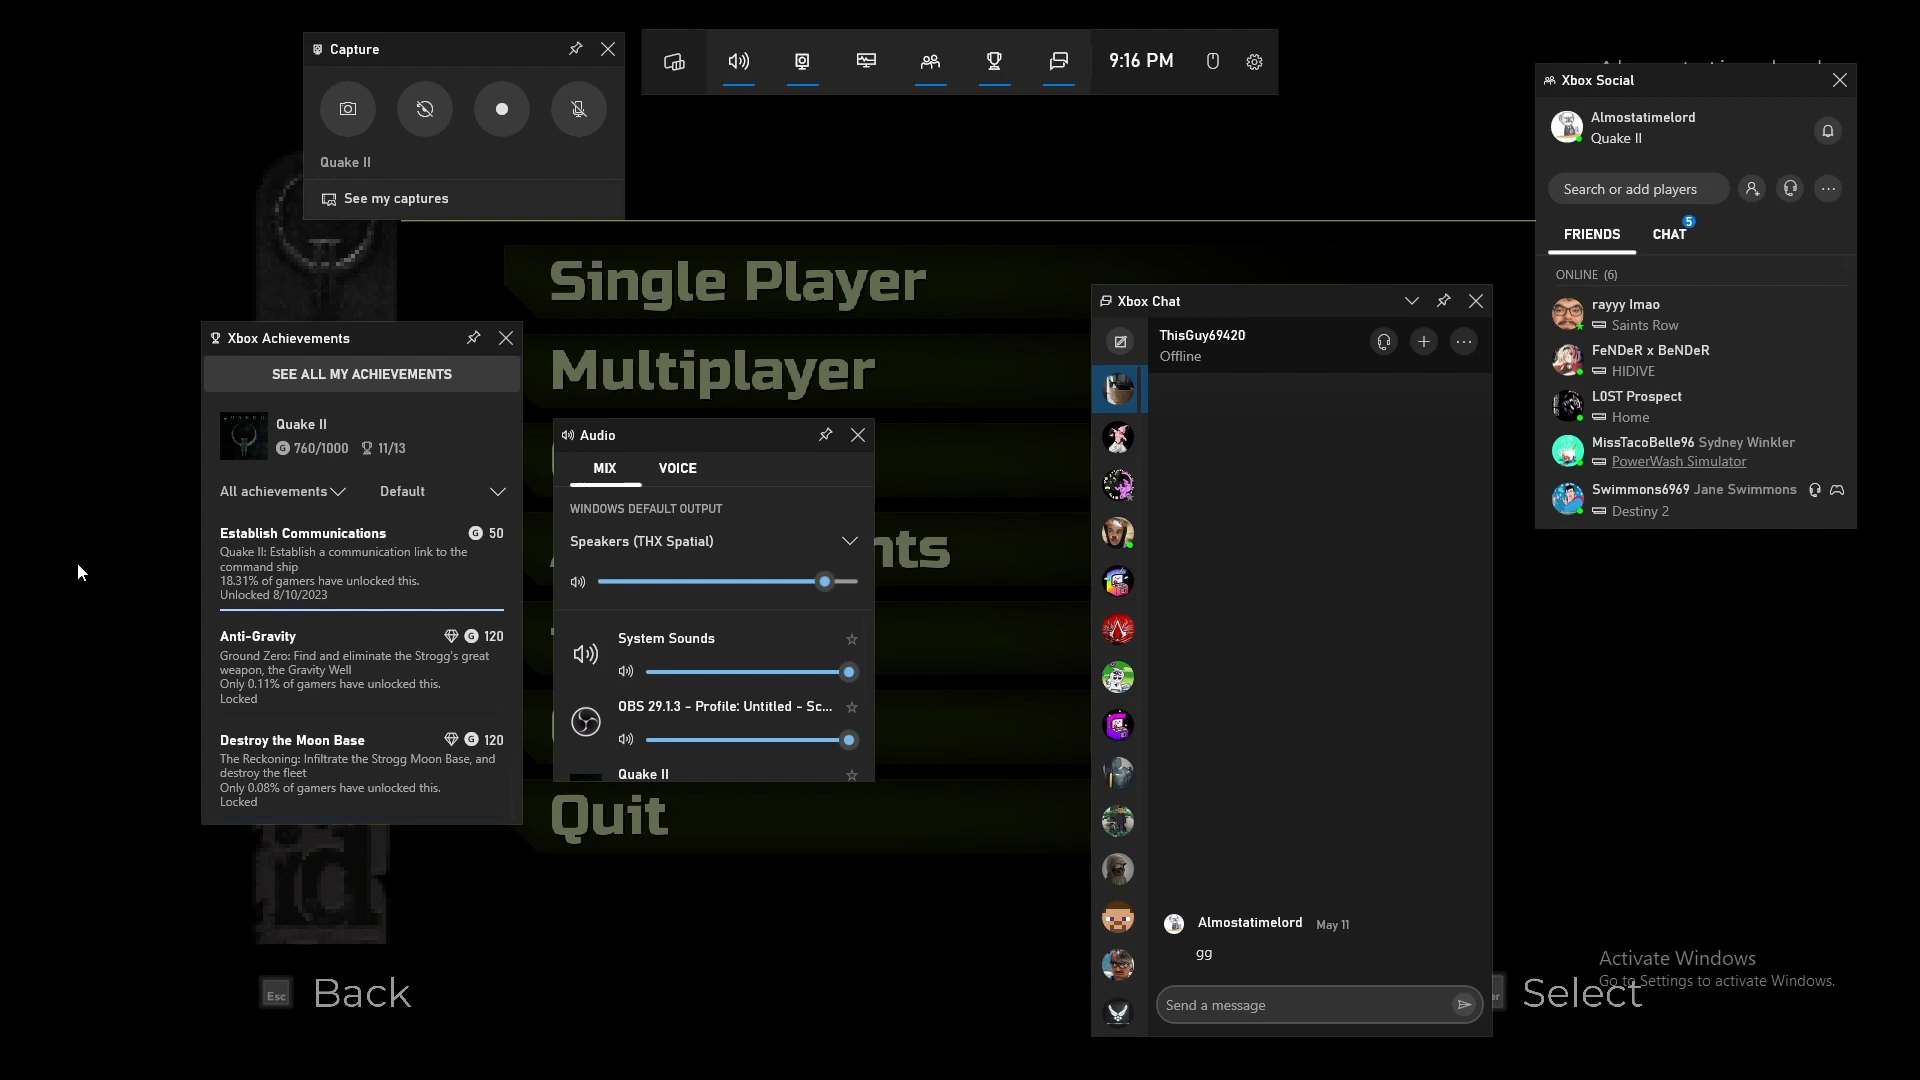 Capture
Quake II
See my captures
9:16 PM
Xbox Social
Almostatimelord
Quake II
Search or add players
FRIENDS
CHAT
5
ONLINE (6)
rayyy lmao
Saints Row
FeNDeR x BeNDeR
HIDIVE
L0ST Prospect
Home
MissTacoBelle96 Sydney Winkler
PowerWash Simulator
Swimmons6969 Jane Swimmons
Destiny 2
Single Player
Multiplayer
nts
Quit
Xbox Achievements
SEE ALL MY ACHIEVEMENTS
Quake II
G 760/1000 11/13
All achievements Default
Establish Communications G 50
Quake II: Establish a communication link to the
command ship
18.31% of gamers have unlocked this.
Unlocked 8/10/2023
Anti-Gravity G 120
Ground Zero: Find and eliminate the Strogg's great
weapon, the Gravity Well
Only 0.11% of gamers have unlocked this.
Locked
Destroy the Moon Base G 120
The Reckoning: Infiltrate the Strogg Moon Base, and
destroy the fleet
Only 0.08% of gamers have unlocked this.
Locked
Audio
MIX VOICE
WINDOWS DEFAULT OUTPUT
Speakers (THX Spatial)
System Sounds
OBS 29.1.3 - Profile: Untitled - Sc...
Quake II
Xbox Chat
ThisGuy69420
Offline
Almostatimelord May 11
gg
Send a message
Esc Back
er Select
Activate Windows
Go to Settings to activate Windows.